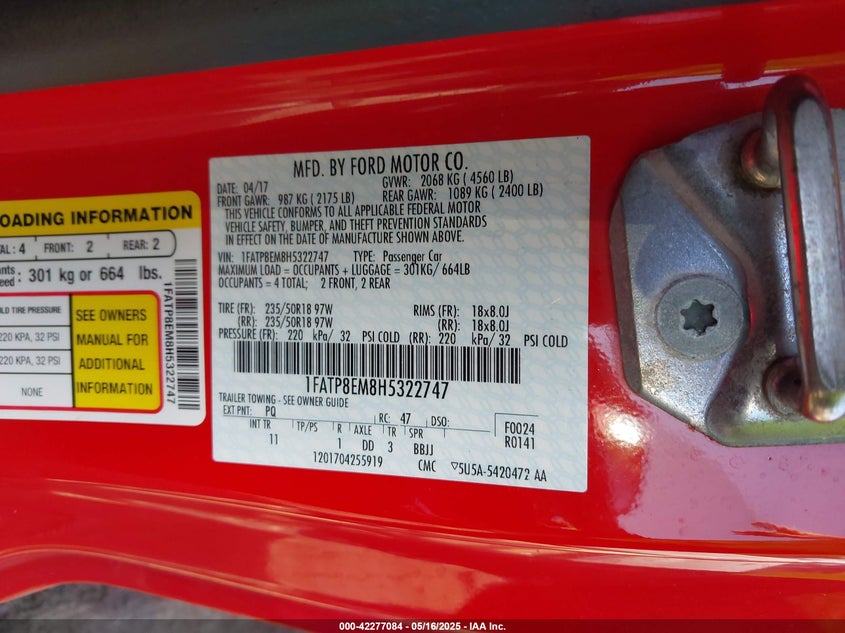 OADING INFORMATION
TAL: 4 FRONT: 2 REAR: 2
301 kg or 664 lbs.
TIRE PRESSURE
220 KPA, 32 PSI
220 KPA, 32 PSI
NONE
SEE OWNERS
MANUAL FOR
ADDITIONAL
INFORMATION
1FATP8EM8H5322747
MFD. BY FORD MOTOR CO.
DATE: 04/17 GVWR: 2068 KG ( 4560 LB)
FRONT GAWR: 987 KG ( 2175 LB) REAR GAWR: 1089 KG ( 2400 LB)
THIS VEHICLE CONFORMS TO ALL APPLICABLE FEDERAL MOTOR
VEHICLE SAFETY, BUMPER, AND THEFT PREVENTION STANDARDS
IN EFFECT ON THE DATE OF MANUFACTURE SHOWN ABOVE.
VIN: 1FATP8EM8H5322747 TYPE: Passenger Car
MAXIMUM LOAD = OCCUPANTS + LUGGAGE = 301KG/ 664LB
OCCUPANTS = 4 TOTAL; 2 FRONT, 2 REAR
TIRE (FR): 235/50R18 97W RIMS (FR): 18x8.0J
(RR): 235/50R18 97W (RR): 18x8.0J
PRESSURE (FR): 220 kPa/ 32 PSI COLD (RR): 220 kPa/ 32 PSI COLD
1FATP8EM8H5322747
TRAILER TOWING - SEE OWNER GUIDE
EXT PNT: PQ RC: 47 DSO: F0024
INT TR TP/PS R AXLE TR SPR R0141
11 1 DD 3 BBJJ
1201704255919 CMC ▽5U5A-5420472 AA
000-42277084 - 05/16/2025 - IAA Inc.